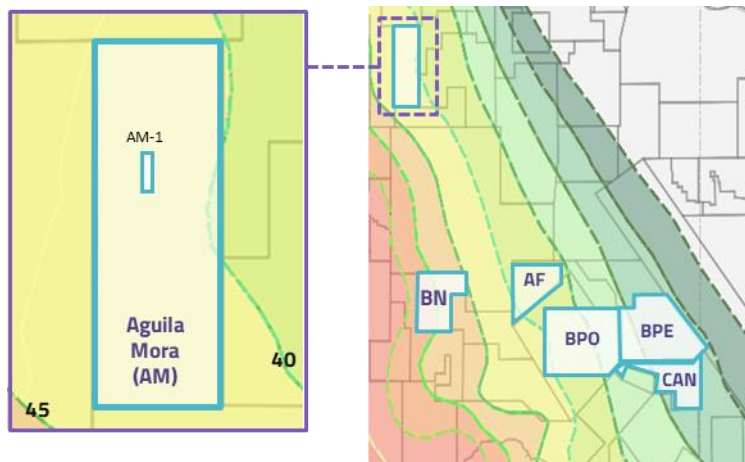 AM-1
Aguila
Mora
(AM)
40
45
BN
AF
BPO
BPE
CAN